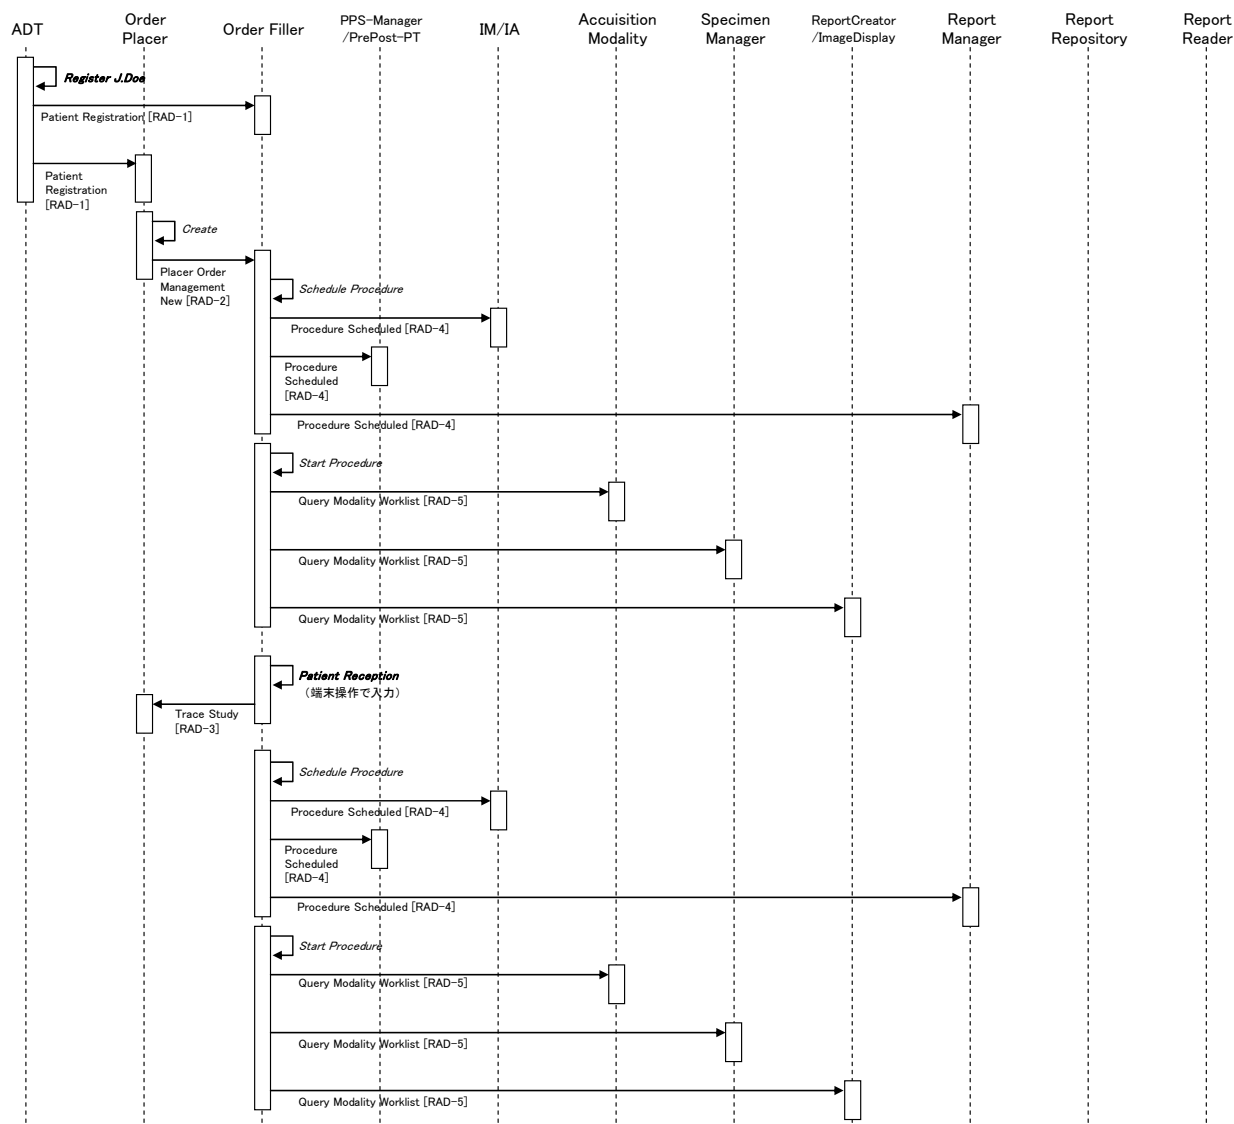 ADT
Order
Placer
Order Filler
PPS-Manager
/PrePost-PT
IM/IA
Accuisition
Modality
Specimen
Manager
ReportCreator
/ImageDisplay
Report
Manager
Report
Repository
Report
Reader
Register J.Doe
Patient Registration [RAD-1]
Patient
Registration
[RAD-1]
Create
Placer Order
Management
New [RAD-2]
Schedule Procedure
Procedure Scheduled [RAD-4]
Procedure
Scheduled
[RAD-4]
Procedure Scheduled [RAD-4]
Start Procedure
Query Modality Worklist [RAD-5]
Query Modality Worklist [RAD-5]
Query Modality Worklist [RAD-5]
Patient Reception
(端末操作で入力)
Trace Study
[RAD-3]
Schedule Procedure
Procedure Scheduled [RAD-4]
Procedure
Scheduled
[RAD-4]
Procedure Scheduled [RAD-4]
Start Procedure
Query Modality Worklist [RAD-5]
Query Modality Worklist [RAD-5]
Query Modality Worklist [RAD-5]